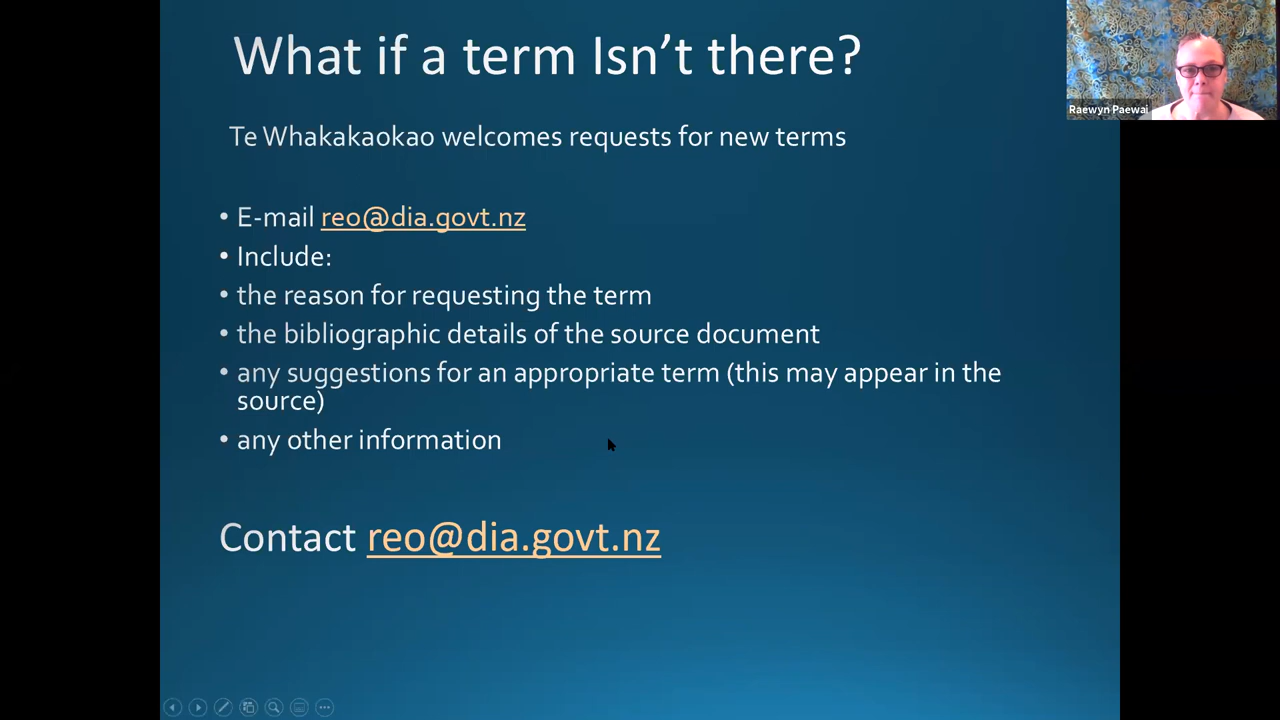 What if a term Isn't there?
Te Whakakaokao welcomes requests for new terms
• E-mail reo@dia.govt.nz
• Include:
• the reason for requesting the term
• the bibliographic details of the source document
• any suggestions for an appropriate term (this may appear in the
source)
• any other information
Contact reo@dia.govt.nz
Raewyn Paewai